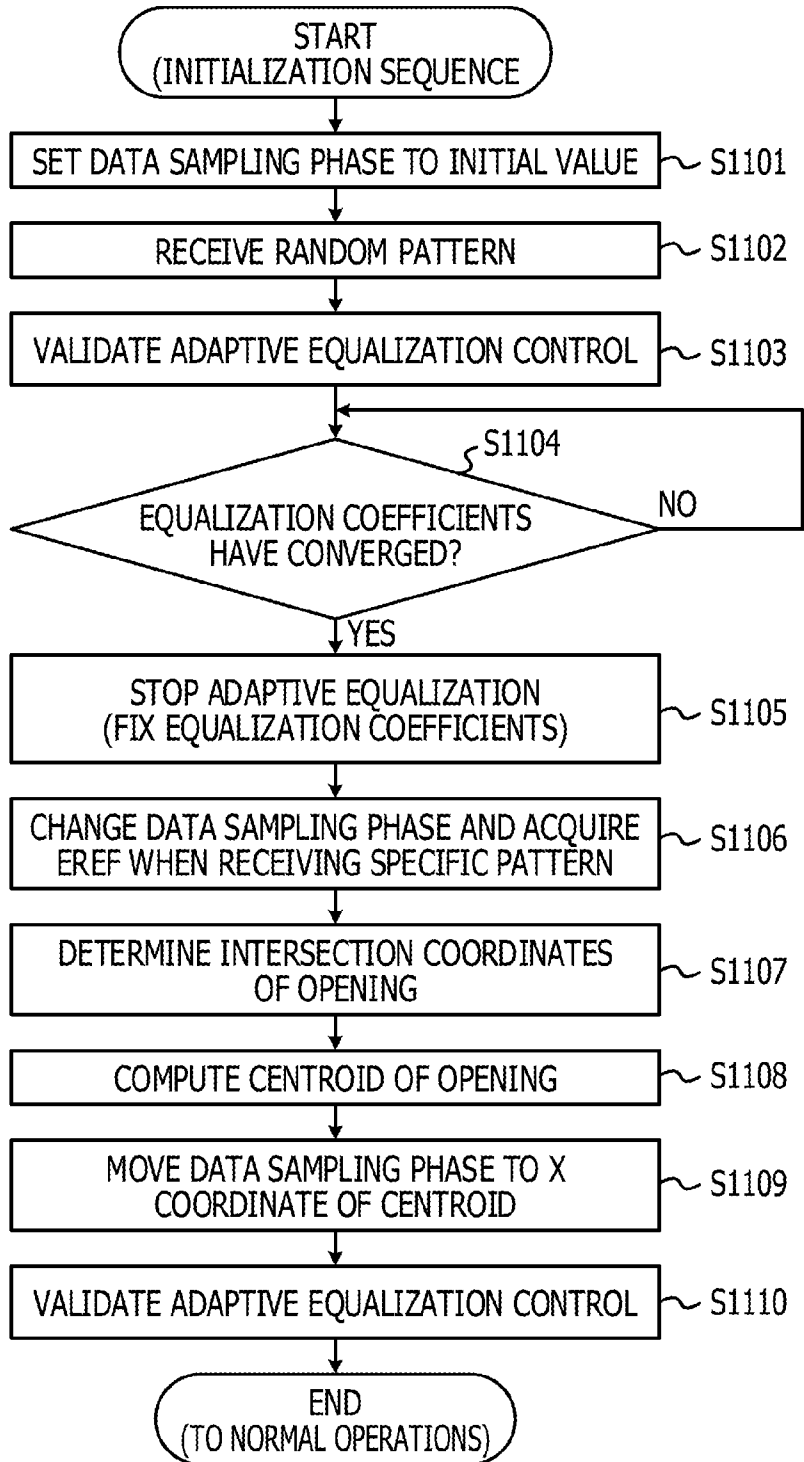 START
(INITIALIZATION SEQUENCE
SET DATA SAMPLING PHASE TO INITIAL VALUE
S1101
RECEIVE RANDOM PATTERN
S1102
VALIDATE ADAPTIVE EQUALIZATION CONTROL
S1103
S1104
EQUALIZATION COEFFICIENTS
HAVE CONVERGED?
NO
YES
STOP ADAPTIVE EQUALIZATION
(FIX EQUALIZATION COEFFICIENTS)
S1105
CHANGE DATA SAMPLING PHASE AND ACQUIRE
EREF WHEN RECEIVING SPECIFIC PATTERN
S1106
DETERMINE INTERSECTION COORDINATES
OF OPENING
S1107
COMPUTE CENTROID OF OPENING
S1108
MOVE DATA SAMPLING PHASE TO X
COORDINATE OF CENTROID
S1109
VALIDATE ADAPTIVE EQUALIZATION CONTROL
S1110
END
(TO NORMAL OPERATIONS)